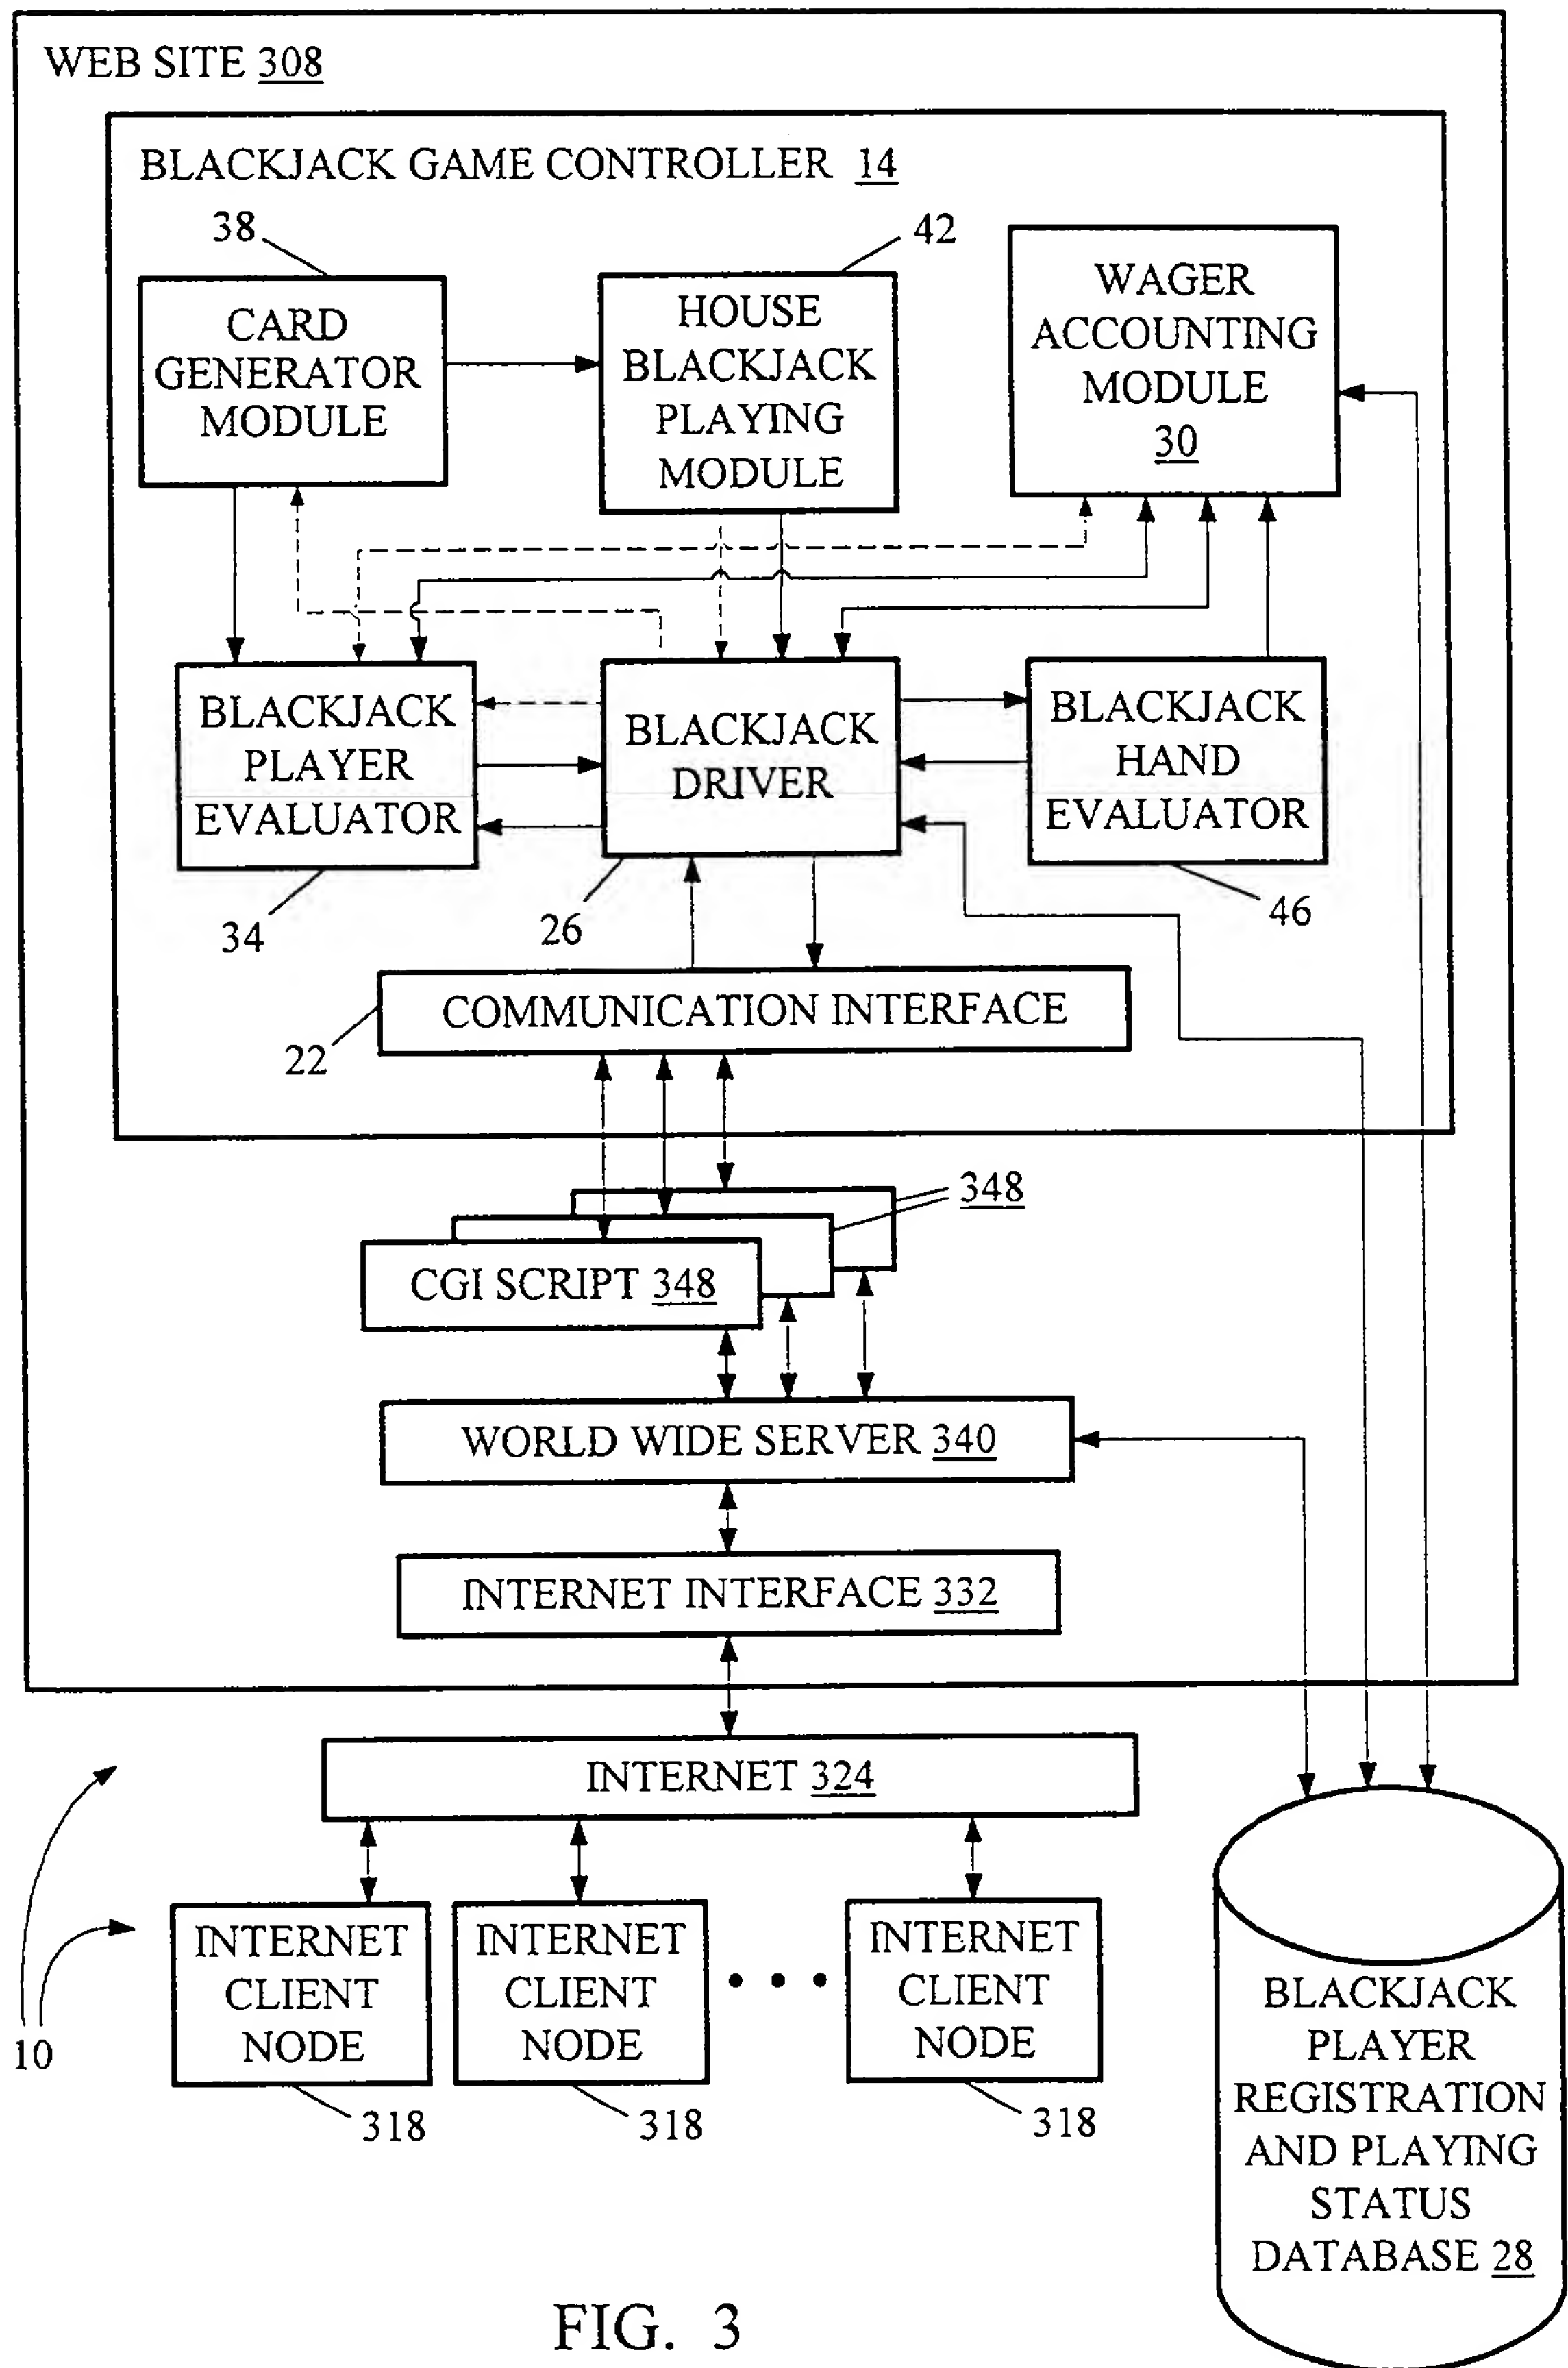 WEB SITE 308
BLACKJACK GAME CONTROLLER 14
38
42
CARD
GENERATOR
MODULE
HOUSE
BLACKJACK
PLAYING
MODULE
WAGER
ACCOUNTING
MODULE
30
BLACKJACK
PLAYER
EVALUATOR
BLACKJACK
DRIVER
BLACKJACK
HAND
EVALUATOR
34
26
46
COMMUNICATION INTERFACE
22
348
CGI SCRIPT 348
WORLD WIDE SERVER 340
INTERNET INTERFACE 332
INTERNET 324
INTERNET
CLIENT
NODE
INTERNET
CLIENT
NODE
INTERNET
CLIENT
NODE
10
318
318
318
BLACKJACK
PLAYER
REGISTRATION
AND PLAYING
STATUS
DATABASE 28
FIG. 3